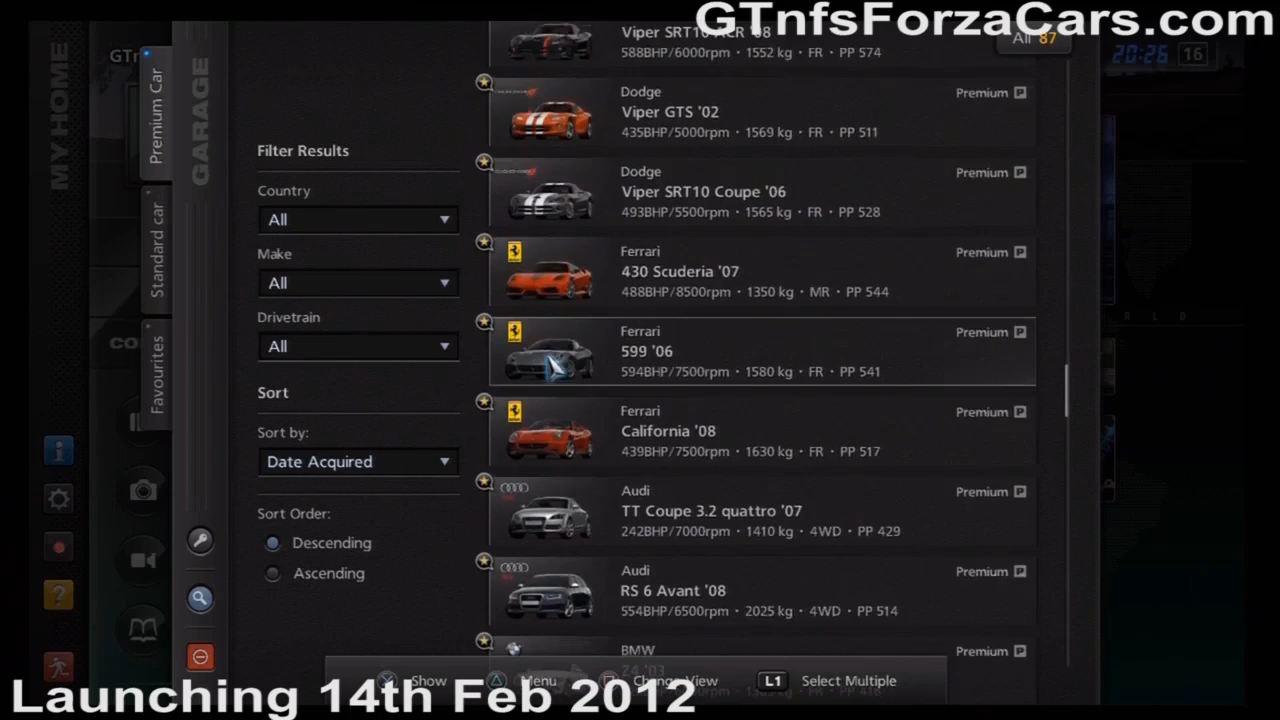 GTnfsForzaCars.com
MY HOME
GTn
Premium Car
Standard car
Favourites
GARAGE
Filter Results
Country
All
Make
All
Drivetrain
All
Sort
Sort by:
Date Acquired
Sort Order:
Descending
Ascending
All 87
20:26 16
Viper SRT10 ACR '08
588BHP/6000rpm・1552 kg・FR・PP 574
Dodge
Premium P
Viper GTS '02
435BHP/5000rpm・1569 kg・FR・PP 511
Dodge
Premium P
Viper SRT10 Coupe '06
493BHP/5500rpm・1565 kg・FR・PP 528
Ferrari
Premium P
430 Scuderia '07
488BHP/8500rpm・1350 kg・MR・PP 544
Ferrari
Premium P
599 '06
594BHP/7500rpm・1580 kg・FR・PP 541
Ferrari
Premium P
California '08
439BHP/7500rpm・1630 kg・FR・PP 517
Audi
Premium P
TT Coupe 3.2 quattro '07
242BHP/7000rpm・1410 kg・4WD・PP 429
Audi
Premium P
RS 6 Avant '08
554BHP/6500rpm・2025 kg・4WD・PP 514
BMW
Premium P
Z4 '03
Show
Menu
Change View
L1 Select Multiple
Launching 14th Feb 2012